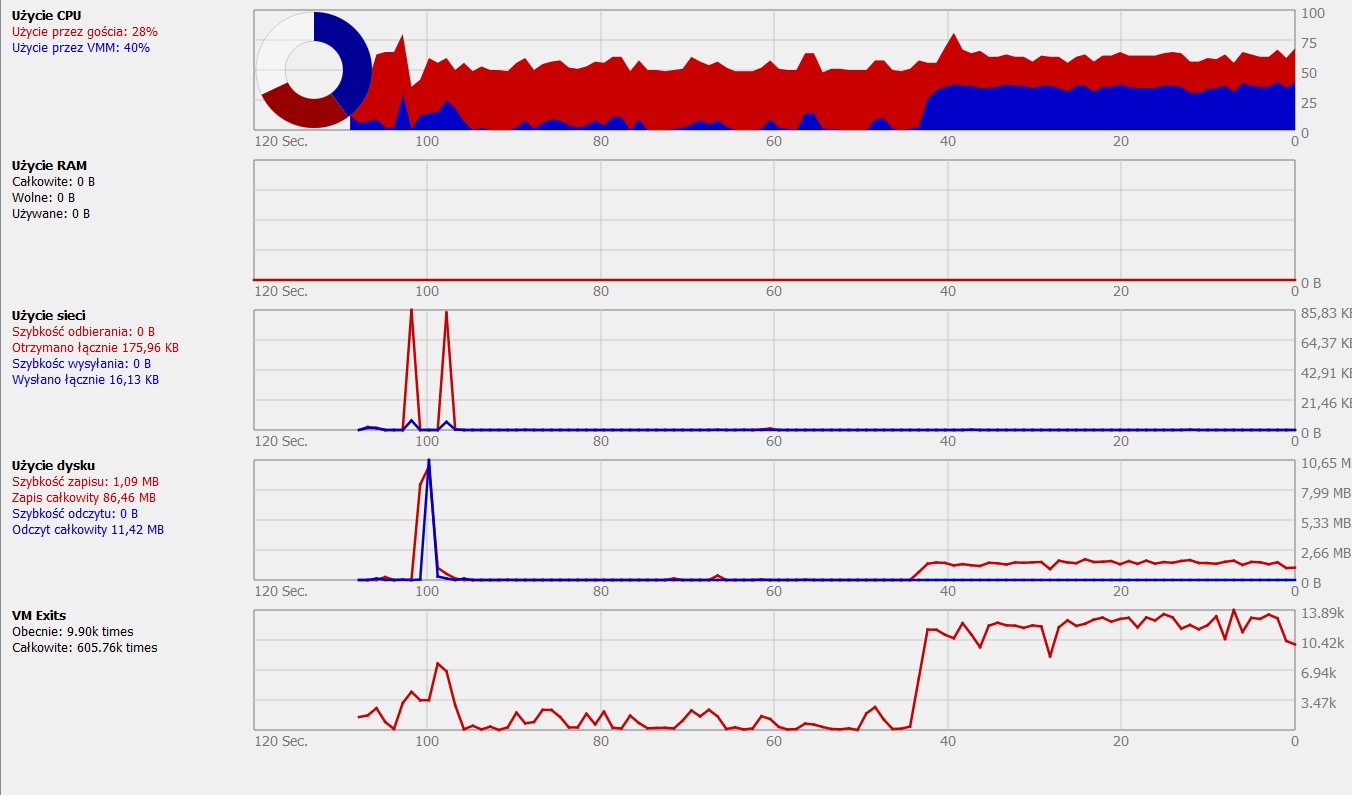 Użycie CPU
Użycie przez gościa: 28%
Użycie przez VMM: 40%
100
75
50
25
0
120 Sec.
100
80
60
40
20
0
Użycie RAM
Całkowite: 0 B
Wolne: 0 B
Używane: 0 B
0 B
120 Sec.
100
80
60
40
20
0
Użycie sieci
Szybkość odbierania: 0 B
Otrzymano łącznie 175,96 KB
Szybkośc wysyłania: 0 B
Wysłano łącznie 16,13 KB
85,83 KB
64,37 KB
42,91 KB
21,46 KB
0 B
120 Sec.
100
80
60
40
20
0
Użycie dysku
Szybkość zapisu: 1,09 MB
Zapis całkowity 86,46 MB
Szybkość odczytu: 0 B
Odczyt całkowity 11,42 MB
10,65 M
7,99 MB
5,33 MB
2,66 MB
0 B
120 Sec.
100
80
60
40
20
0
VM Exits
Obecnie: 9.90k times
Całkowite: 605.76k times
13.89k
10.42k
6.94k
3.47k
120 Sec.
100
80
60
40
20
0